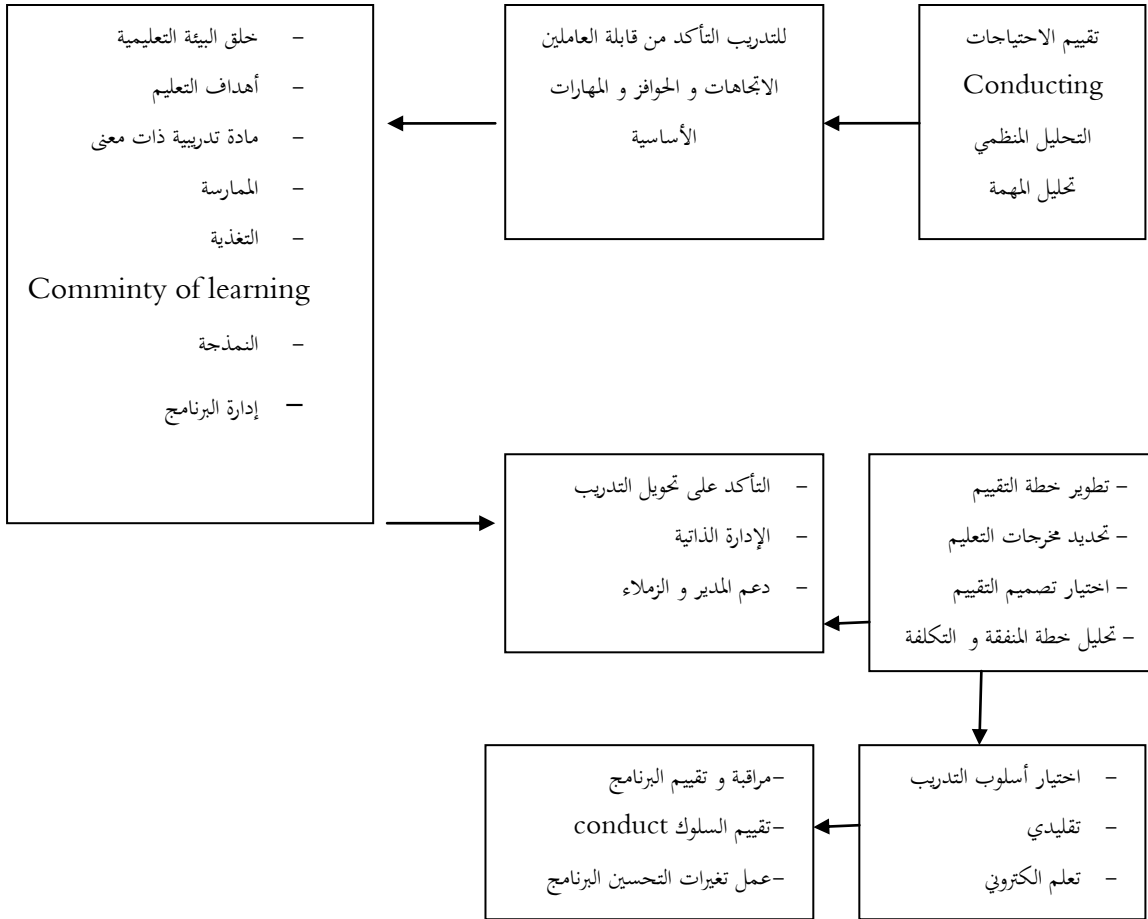 تقييم الاحتياجات
Conducting
التحليل المنظمي
تحليل المهمة
للتدريب التأكد من قابلة العاملين
الاتجاهات و الحوافز و المهارات
الأساسية
– خلق البيئة التعليمية
– أهداف التعليم
– مادة تدريبية ذات معنى
– الممارسة
– التغذية
Comminty of learning
– النمذجة
– إدارة البرنامج
– التأكد على تحويل التدريب
– الإدارة الذاتية
– دعم المدير و الزملاء
– تطوير خطة التقييم
– تحديد مخرجات التعليم
– اختيار تصميم التقييم
– تحليل خطة المنفقة و التكلفة
– اختيار أسلوب التدريب
– تقليدي
– تعلم الكتروني
–مراقبة و تقييم البرنامج
–تقييم السلوك conduct
–عمل تغيرات التحسين البرنامج